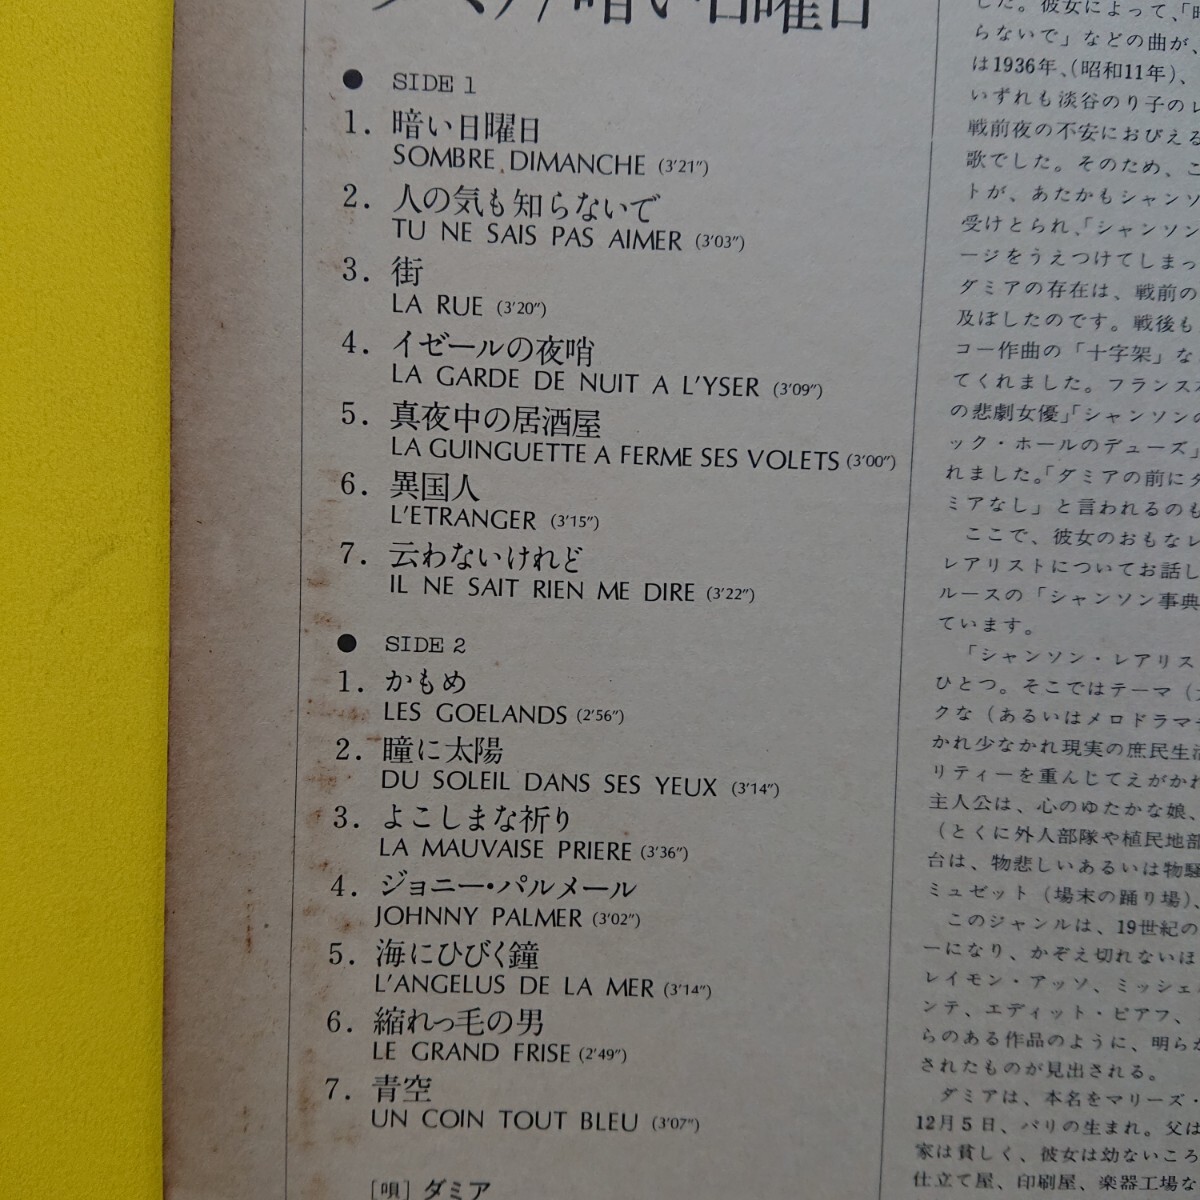 ダミア/暗い日曜日
● SIDE 1
1. 暗い日曜日
SOMBRE DIMANCHE (3'21")
2. 人の気も知らないで
TU NE SAIS PAS AIMER (3'03")
3. 街
LA RUE (3'20")
4. イゼールの夜哨
LA GARDE DE NUIT A L'YSER (3'09")
5. 真夜中の居酒屋
LA GUINGUETTE A FERME SES VOLETS (3'00")
6. 異国人
L'ETRANGER (3'15")
7. 云わないけれど
IL NE SAIT RIEN ME DIRE (3'22")
● SIDE 2
1. かもめ
LES GOELANDS (2'56")
2. 瞳に太陽
DU SOLEIL DANS SES YEUX (3'14")
3. よこしまな祈り
LA MAUVAISE PRIERE (3'36")
4. ジョニー・パルメール
JOHNNY PALMER (3'02")
5. 海にひびく鐘
L'ANGELUS DE LA MER (3'14")
6. 縮れっ毛の男
LE GRAND FRISE (2'49")
7. 青空
UN COIN TOUT BLEU (3'07")
[唄] ダミア
した。彼女によって、「
らないで」などの曲が、
は1936年、(昭和11年)、
いずれも淡谷のり子のレ
戦前夜の不安におびえる
歌でした。そのため、こ
トが、あたかもシャンソ
受けとられ、「シャンソン
ージをうえつけてしまっ
ダミアの存在は、戦前の
及ぼしたのです。戦後も
コー作曲の「十字架」な
てくれました。フランス
の悲劇女優」「シャンソンの
ック・ホールのデューズ」
れました。「ダミアの前にダ
ミアなし」と言われるのも
ここで、彼女のおもなレ
レアリストについてお話し
ルースの「シャンソン事典
ています。
「シャンソン・レアリス
ひとつ。そこではテーマ(
クな(あるいはメロドラマ
かれ少なかれ現実の庶民生
リティーを重んじてえがか
主人公は、心のゆたかな娘、
(とくに外人部隊や植民地部
台は、物悲しいあるいは物騒
ミュゼット(場末の踊り場)、
このジャンルは、19世紀の
ーになり、かぞえ切れないほ
レイモン・アッソ、ミッシェ
ンテ、エディット・ピアフ、
らのある作品のように、明らか
されたものが見出される。
ダミアは、本名をマリーズ・
12月5日、パリの生まれ。父は
家は貧しく、彼女は幼ないころ
仕立て屋、印刷屋、楽器工場な